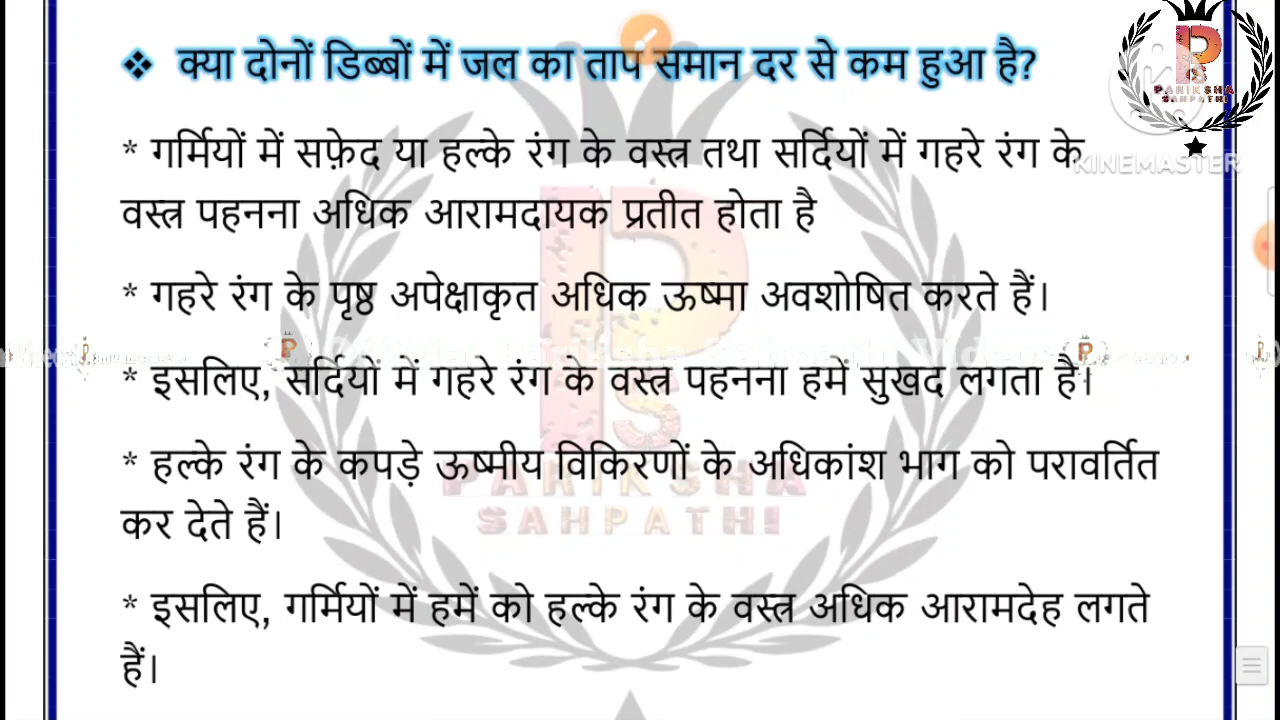 ❖ क्या दोनों डिब्बों में जल का ताप समान दर से कम हुआ है?
* गर्मियों में सफ़ेद या हल्के रंग के वस्त्र तथा सर्दियों में गहरे रंग के
वस्त्र पहनना अधिक आरामदायक प्रतीत होता है
* गहरे रंग के पृष्ठ अपेक्षाकृत अधिक ऊष्मा अवशोषित करते हैं।
* इसलिए, सर्दियों में गहरे रंग के वस्त्र पहनना हमें सुखद लगता है।
* हल्के रंग के कपड़े ऊष्मीय विकिरणों के अधिकांश भाग को परावर्तित
कर देते हैं।
* इसलिए, गर्मियों में हमें को हल्के रंग के वस्त्र अधिक आरामदेह लगते
हैं।
PARIKSHA
SAHPATHI
PARIKSHA
SAHPATHI
KINEMASTER